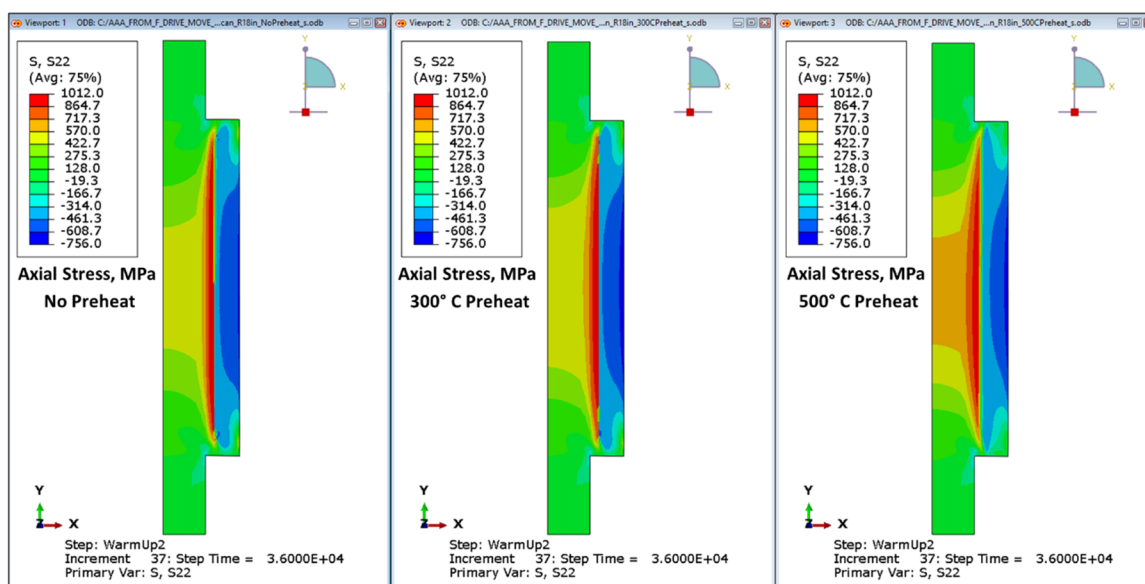 Viewport: 1 ODB: C:/AAA_FROM_F_DRIVE_MOVE_...can_R18in_NoPreheat_s.odb
S, S22
(Avg: 75%)
1012.0
864.7
717.3
570.0
422.7
275.3
128.0
-19.3
-166.7
-314.0
-461.3
-608.7
-756.0
Axial Stress, MPa
No Preheat
Y
X
Z
Y
Z X
Step: WarmUp2
Increment 37: Step Time = 3.6000E+04
Primary Var: S, S22
Viewport: 2 ODB: C:/AAA_FROM_F_DRIVE_MOVE_...n_R18in_300CPreheat_s.odb
S, S22
(Avg: 75%)
1012.0
864.7
717.3
570.0
422.7
275.3
128.0
-19.3
-166.7
-314.0
-461.3
-608.7
-756.0
Axial Stress, MPa
300° C Preheat
Y
X
Z
Y
Z X
Step: WarmUp2
Increment 37: Step Time = 3.6000E+04
Primary Var: S, S22
Viewport: 3 ODB: C:/AAA_FROM_F_DRIVE_MOVE_...n_R18in_500CPreheat_s.odb
S, S22
(Avg: 75%)
1012.0
864.7
717.3
570.0
422.7
275.3
128.0
-19.3
-166.7
-314.0
-461.3
-608.7
-756.0
Axial Stress, MPa
500° C Preheat
Y
X
Z
Y
Z X
Step: WarmUp2
Increment 37: Step Time = 3.6000E+04
Primary Var: S, S22